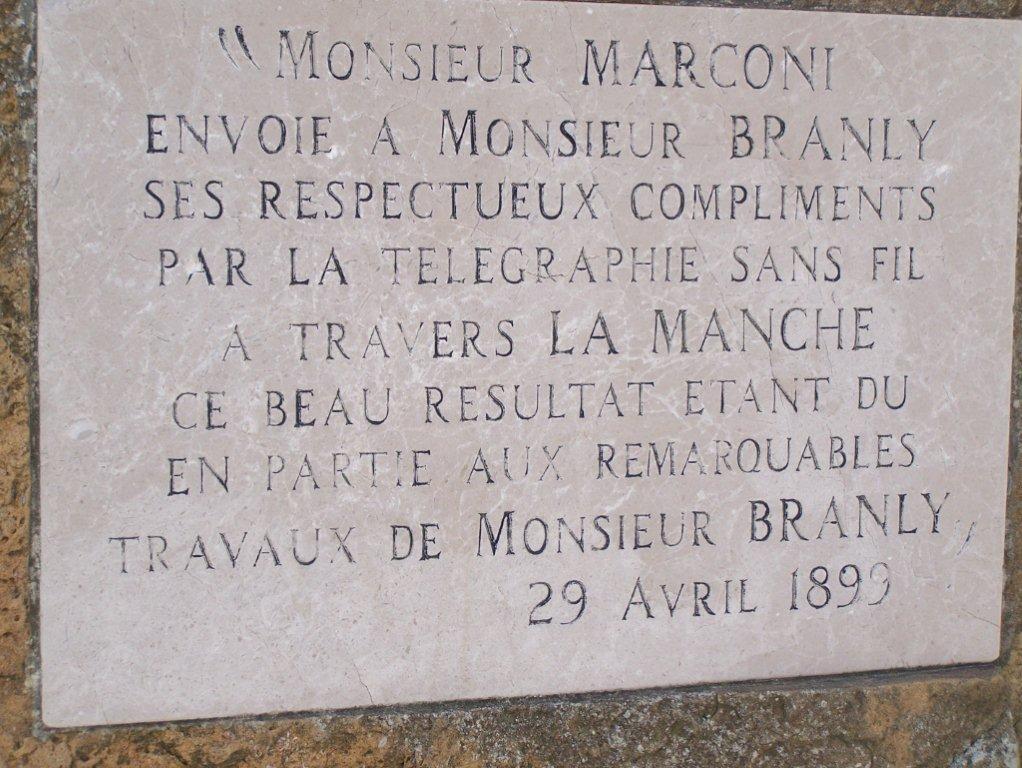 “ MONSIEUR MARCONI
ENVOIE A MONSIEUR BRANLY
SES RESPECTUEUX COMPLIMENTS
PAR LA TELEGRAPHIE SANS FIL
A TRAVERS LA MANCHE
CE BEAU RESULTAT ETANT DU
EN PARTIE AUX REMARQUABLES
TRAVAUX DE MONSIEUR BRANLY „
29 AVRIL 1899